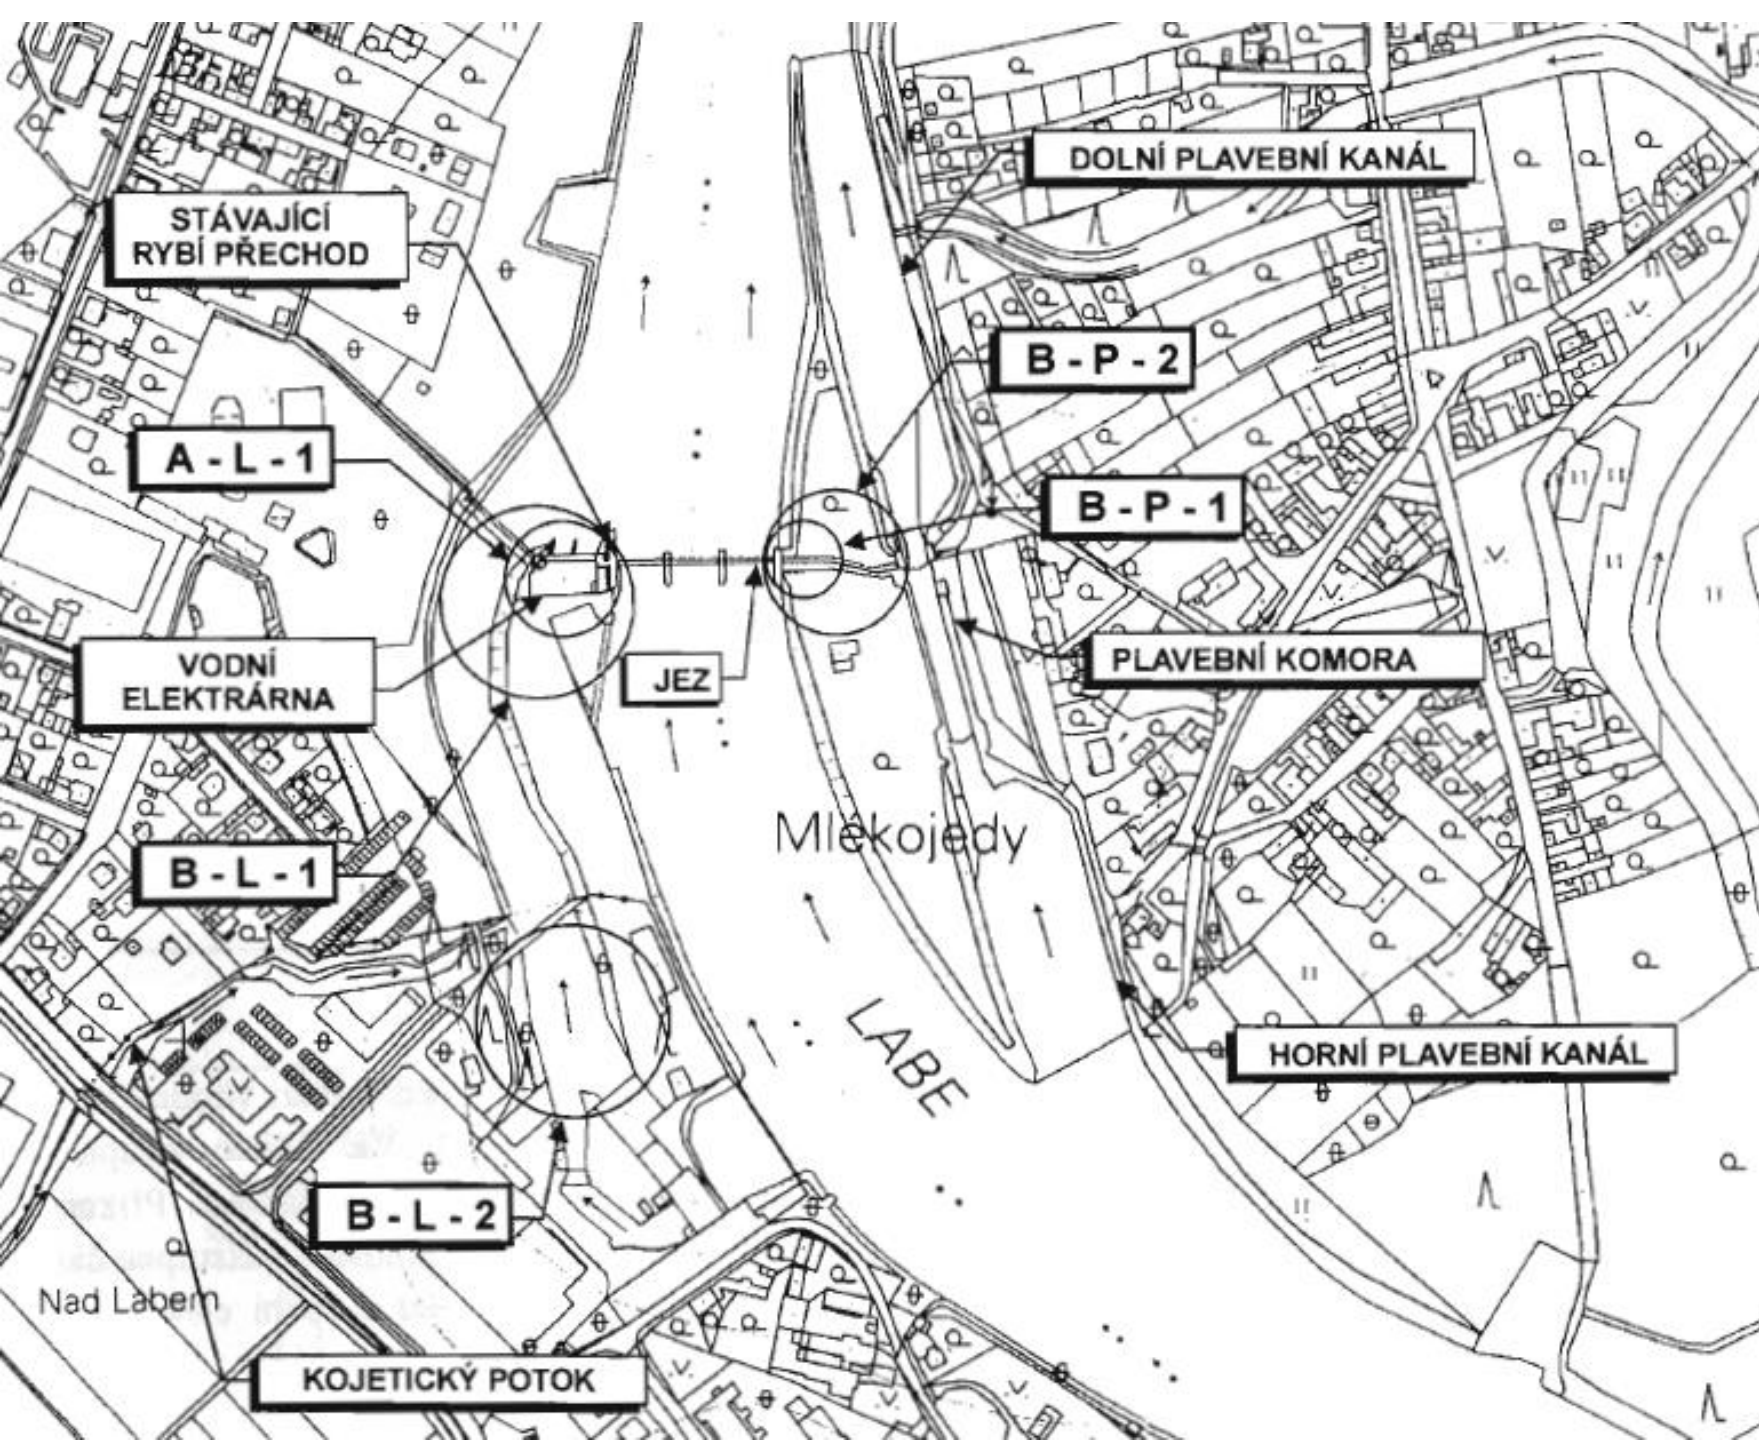 DOLNÍ PLAVEBNÍ KANÁL
STÁVAJÍCÍ
RYBÍ PŘECHOD
B - P - 2
A - L - 1
B - P - 1
VODNÍ
ELEKTRÁRNA
JEZ
PLAVEBNÍ KOMORA
Mlékojedy
B - L - 1
LABE
HORNÍ PLAVEBNÍ KANÁL
B - L - 2
Nad Labem
KOJETICKÝ POTOK